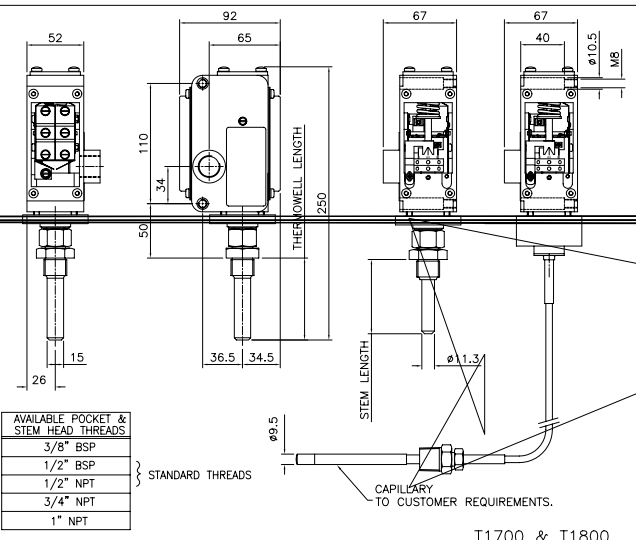 92
67
67
52
65
40
ø10.5
M8
110
34
THERMOWELL LENGTH
250
50
15
26
36.5
34.5
STEM LENGTH
ø11.3
ø9.5
AVAILABLE POCKET &
STEM HEAD THREADS
3/8" BSP
1/2" BSP
1/2" NPT
3/4" NPT
1" NPT
STANDARD THREADS
CAPILLARY
TO CUSTOMER REQUIREMENTS.
T1700 & T1800